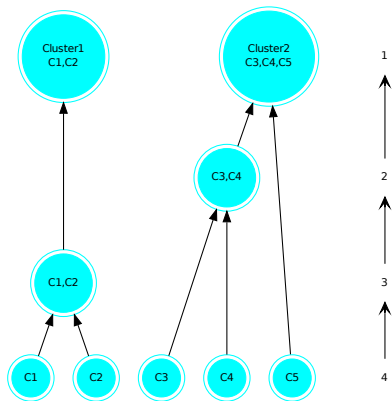 Cluster1
C1,C2
Cluster2
C3,C4,C5
1
C3,C4
2
C1,C2
3
C1
C2
C3
C4
C5
4